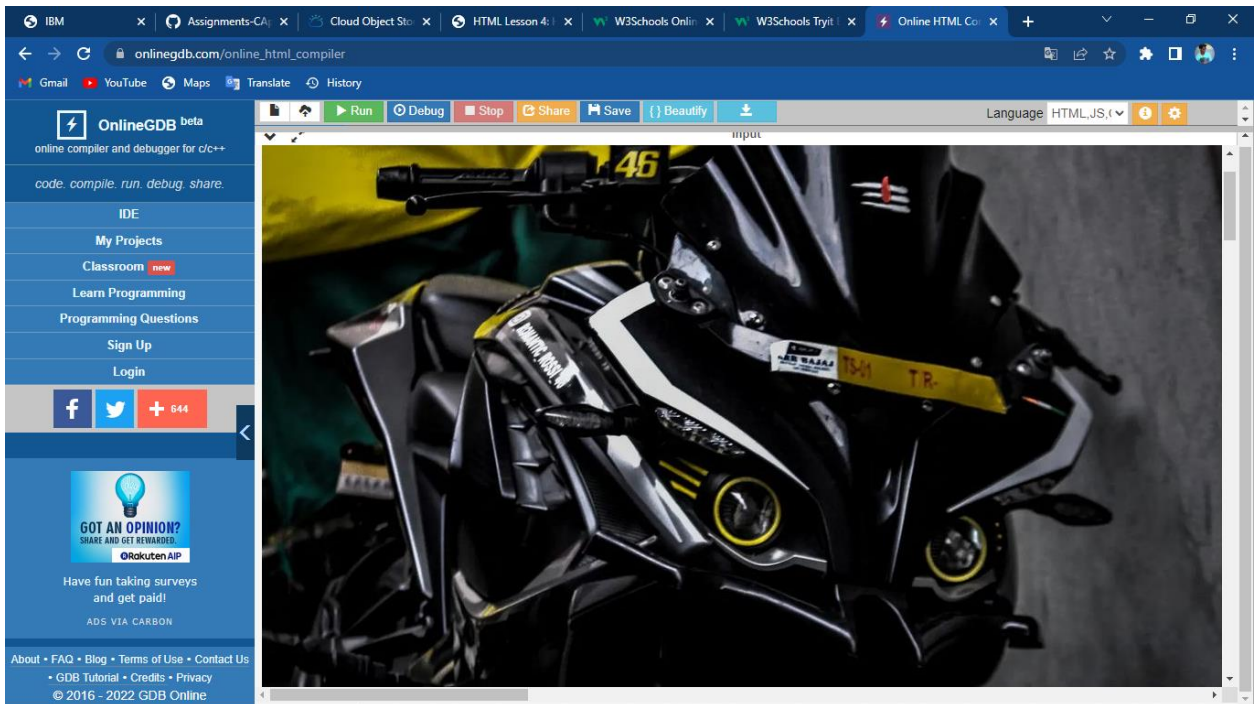 IBM
Assignments-CA
Cloud Object Sto
HTML Lesson 4:
W3Schools Onlin
W3Schools Tryit
Online HTML Co
onlinegdb.com/online_html_compiler
Gmail
YouTube
Maps
Translate
History
OnlineGDB beta
online compiler and debugger for c/c++
code. compile. run. debug. share.
IDE
My Projects
Classroom new
Learn Programming
Programming Questions
Sign Up
Login
644
GOT AN OPINION?
SHARE AND GET REWARDED.
Rakuten AIP
Have fun taking surveys
and get paid!
ADS VIA CARBON
About • FAQ • Blog • Terms of Use • Contact Us
• GDB Tutorial • Credits • Privacy
© 2016 - 2022 GDB Online
Run
Debug
Stop
Share
Save
{ } Beautify
Language HTML,JS,(
input
46
TS-01 T/R-